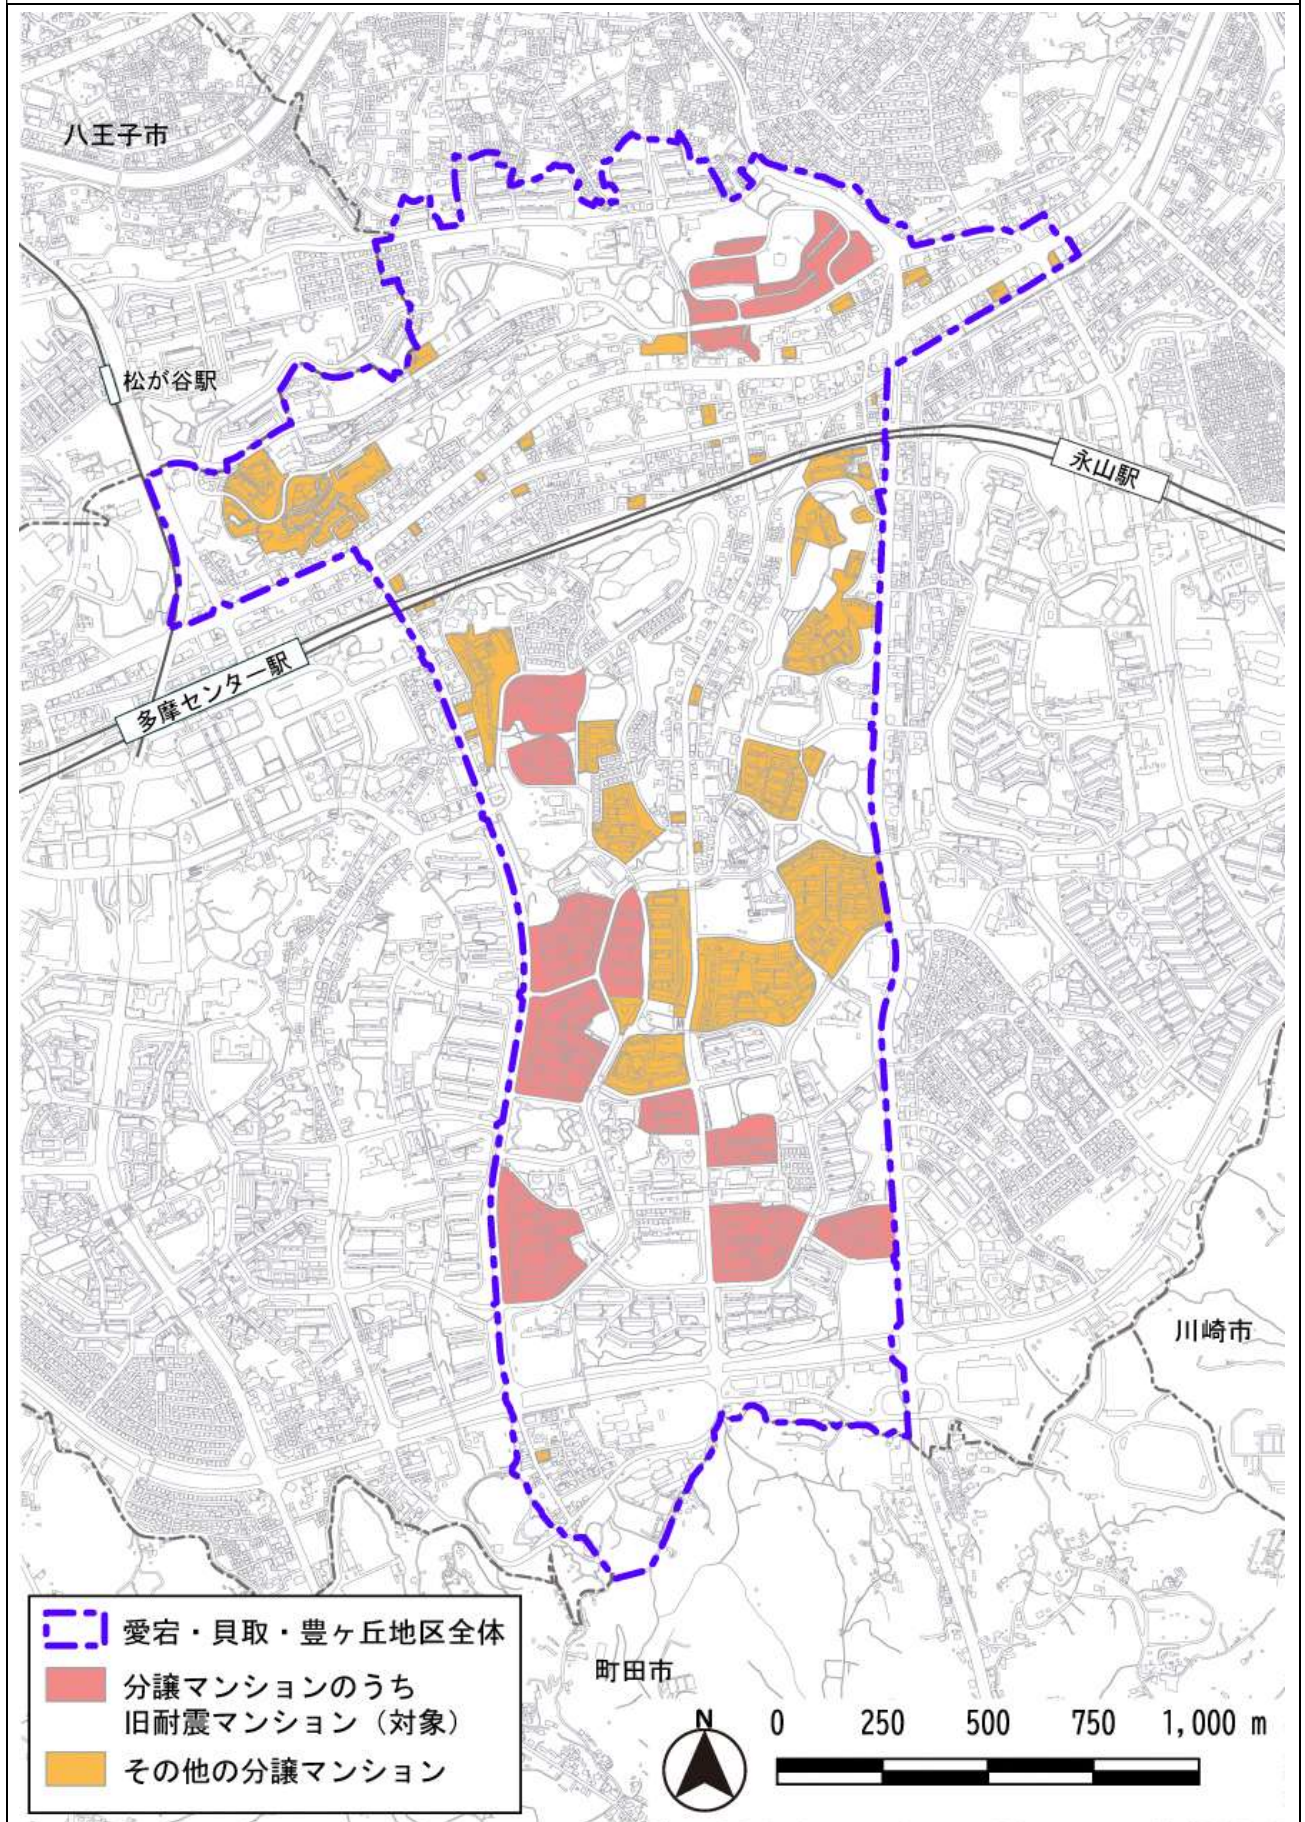 八王子市
松が谷駅
永山駅
多摩センター駅
川崎市
愛宕・貝取・豊ヶ丘地区全体
分譲マンションのうち
旧耐震マンション（対象）
その他の分譲マンション
町田市
N
0 250 500 750 1,000 m